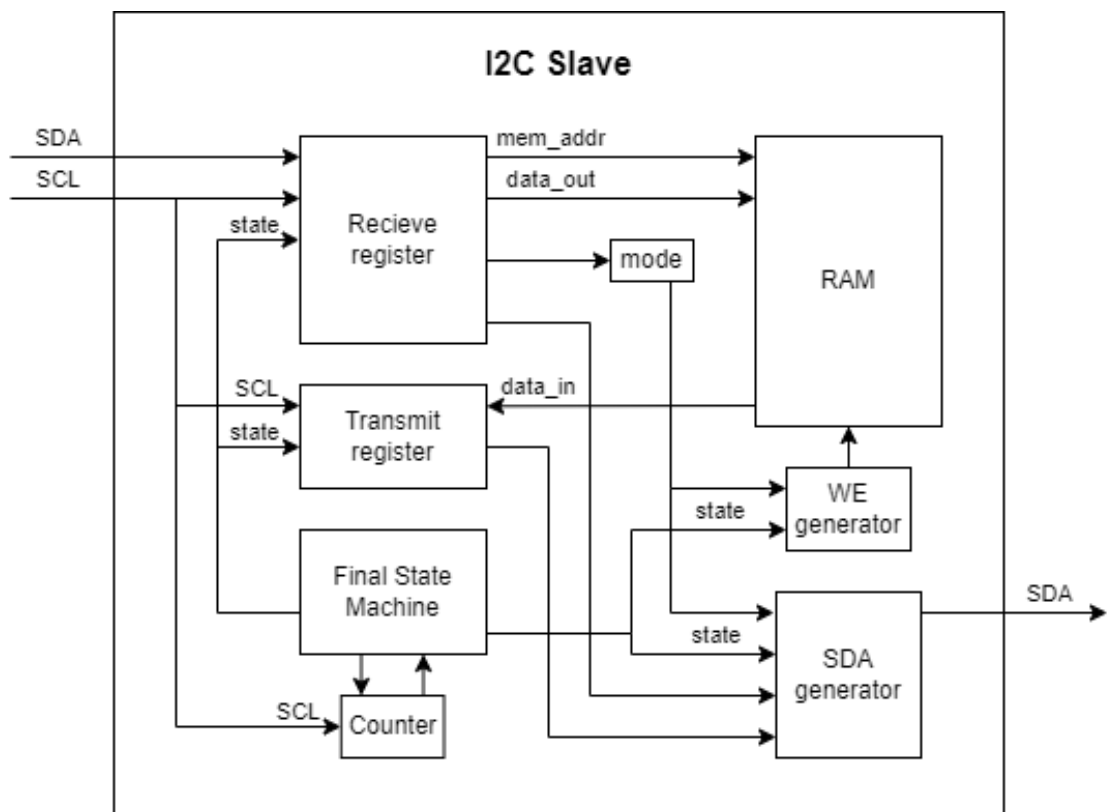 I2C Slave
SDA
SCL
state
Recieve
register
mem_addr
data_out
mode
RAM
SCL
state
Transmit
register
data_in
WE
generator
state
Final State
Machine
SCL
Counter
state
SDA
generator
SDA